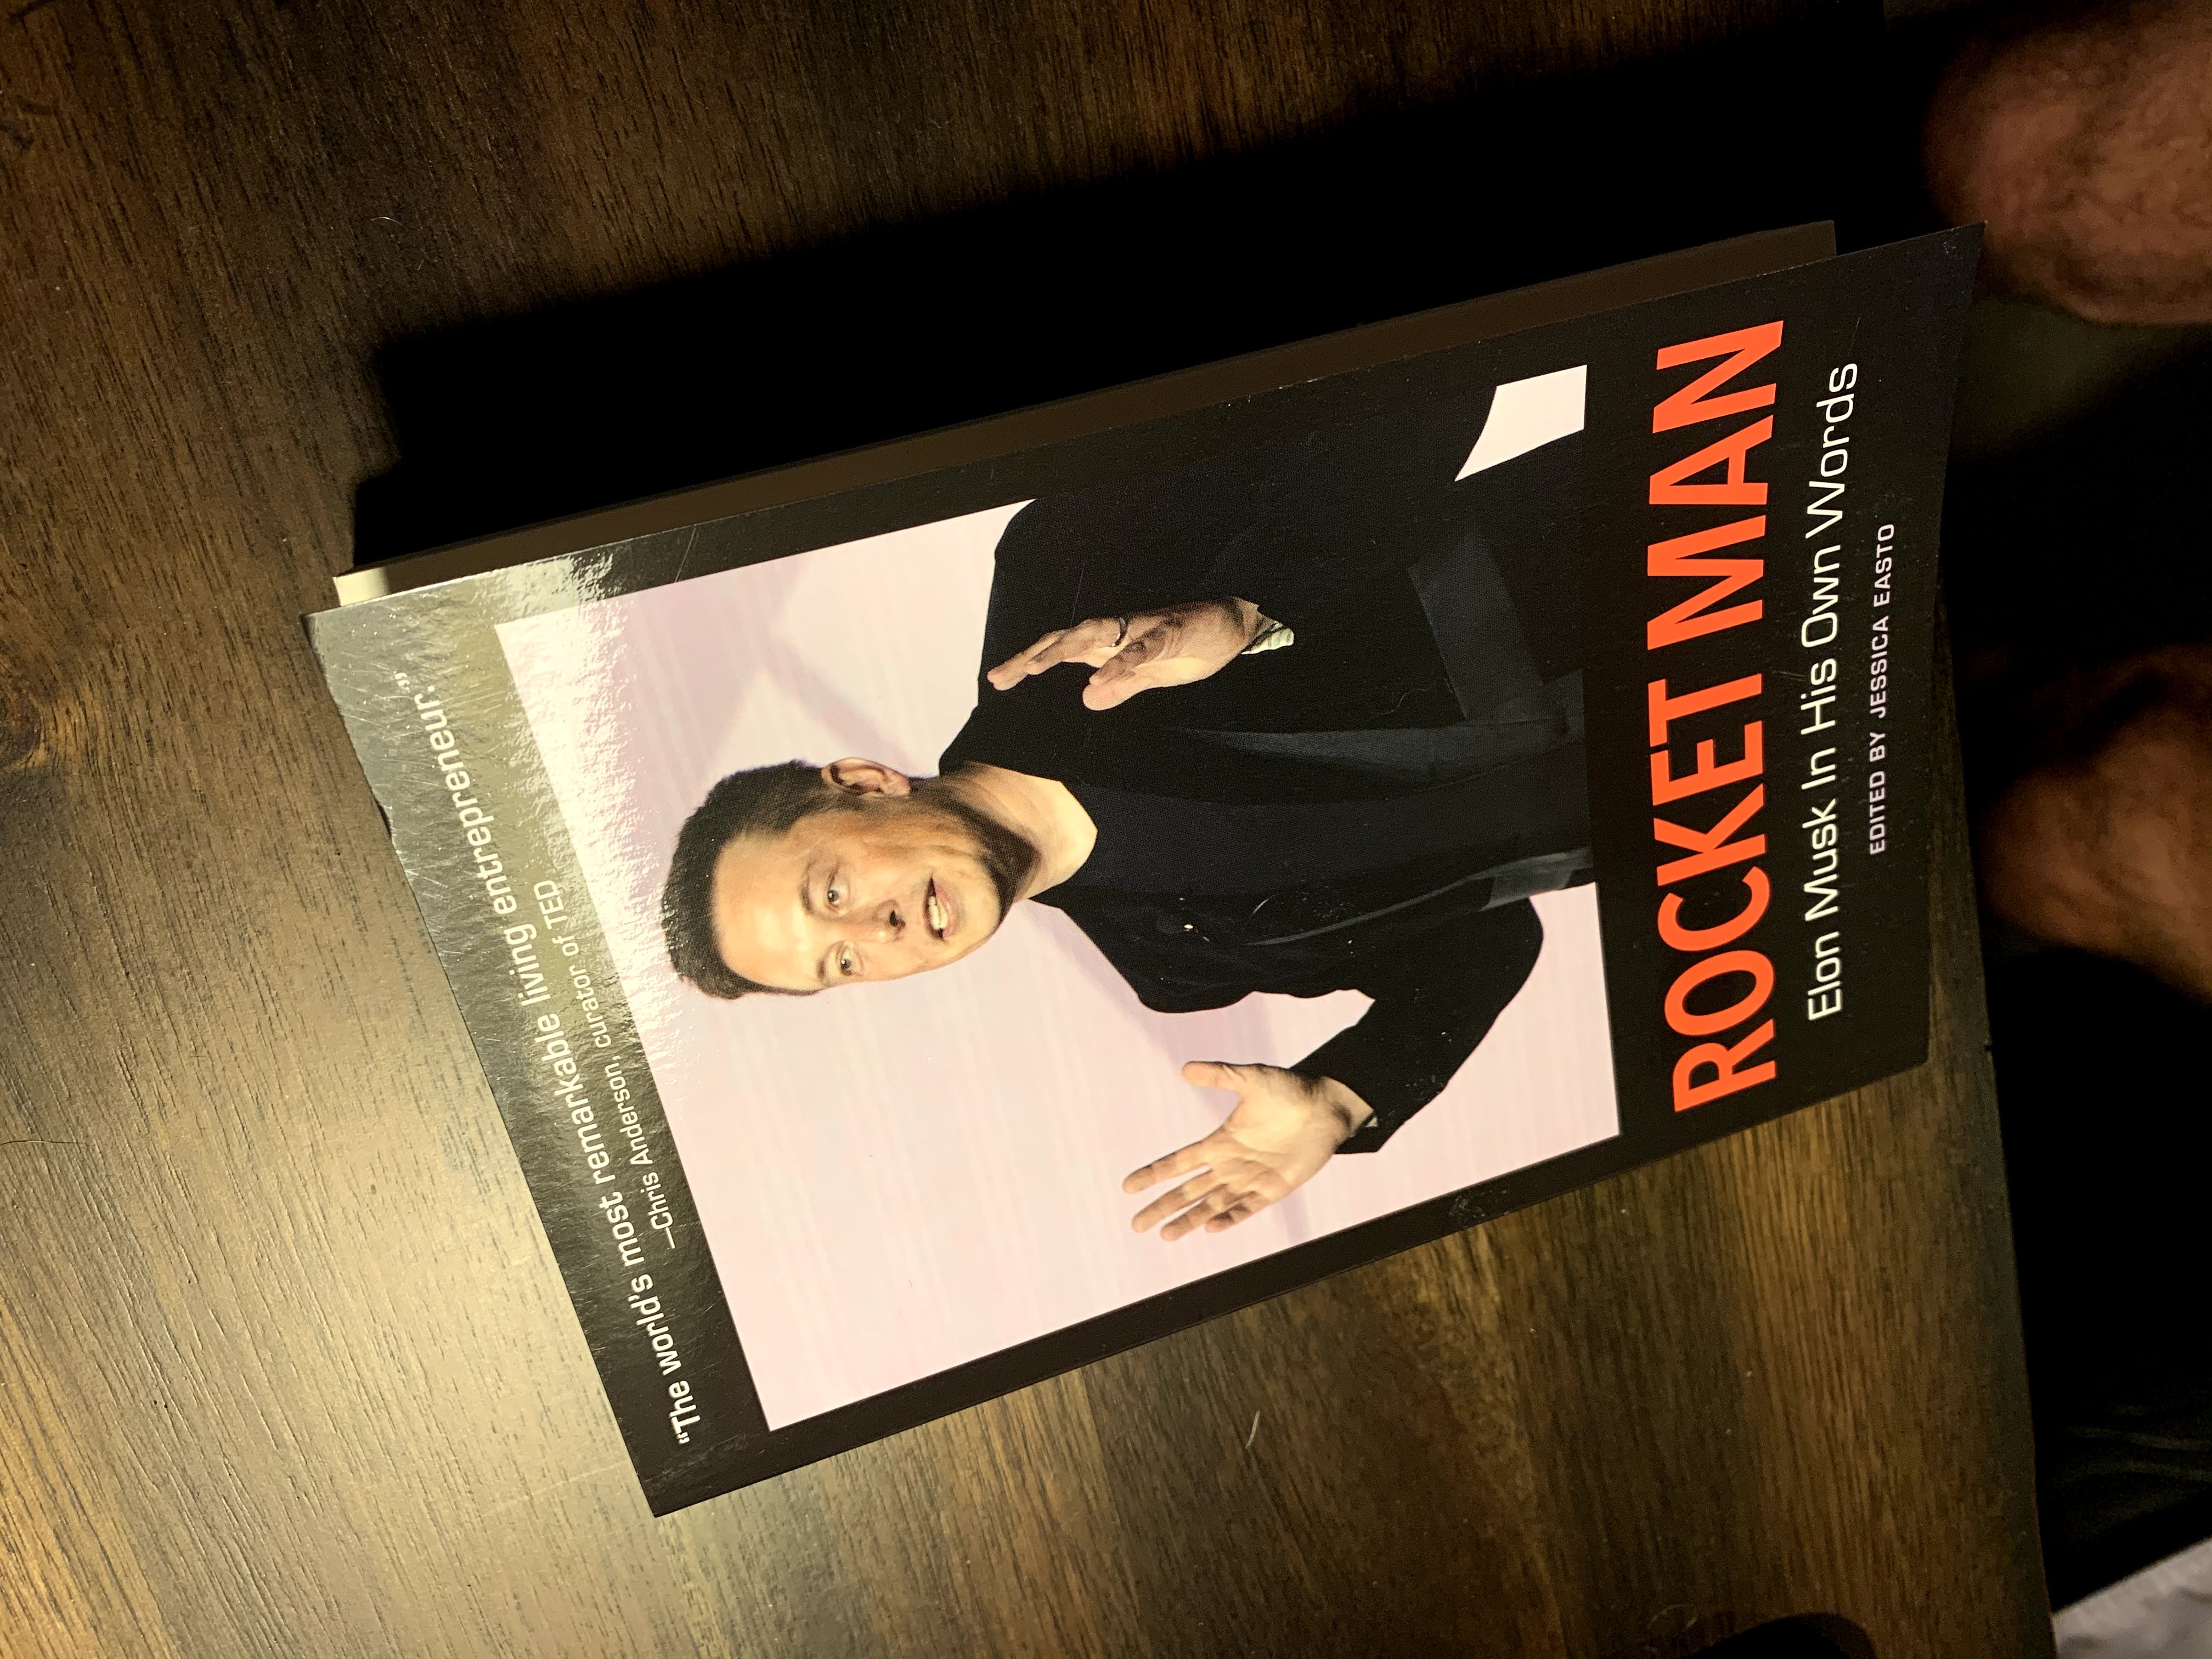 “The world’s most remarkable living entrepreneur.”
—Chris Anderson, curator of TED
ROCKET MAN
Elon Musk In His Own Words
EDITED BY JESSICA EASTO